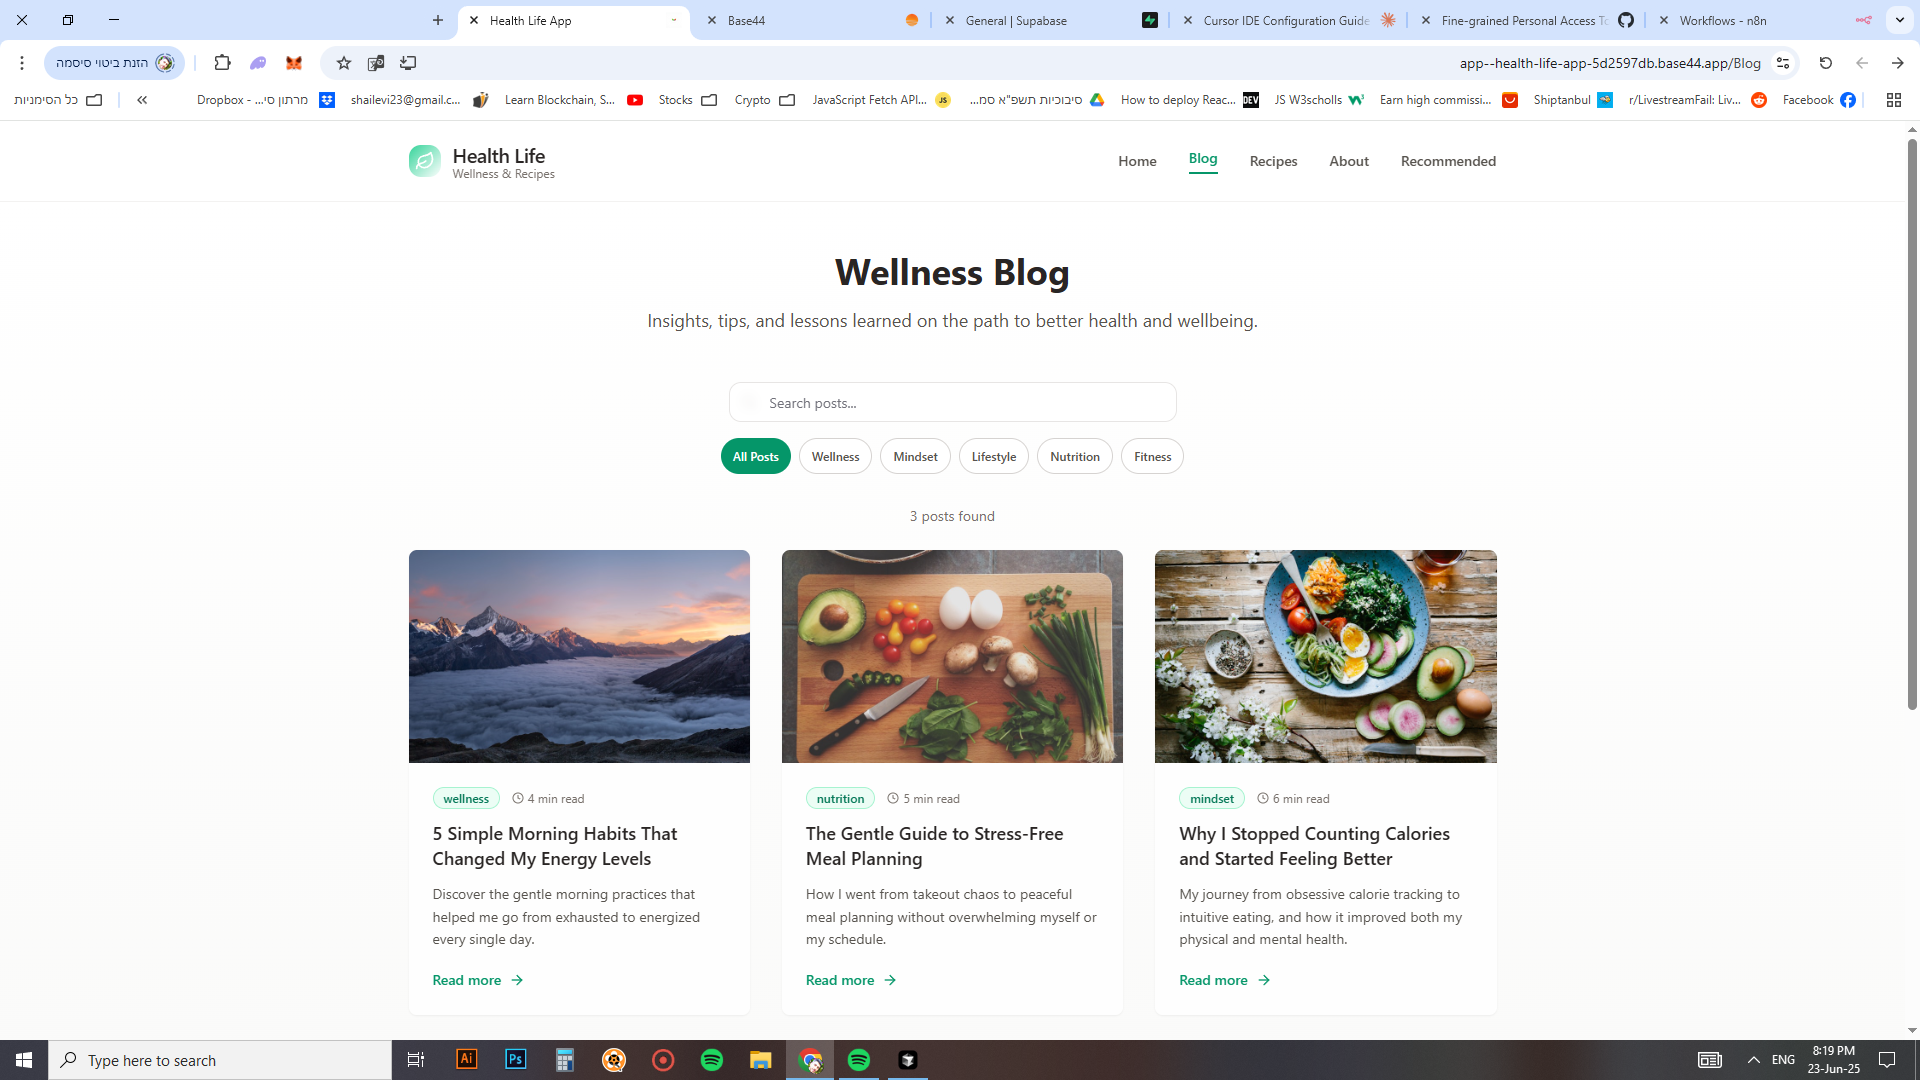 Health Life App
Base44
General | Supabase
Cursor IDE Configuration Guide
Fine-grained Personal Access To
Workflows - n8n
הזנת ביטוי סיסמה
app--health-life-app-5d2597db.base44.app/Blog
כל הסימניות
Dropbox - ...מרתון סי
shailevi23@gmail.c...
Learn Blockchain, S...
Stocks
Crypto
JavaScript Fetch API...
סיבוכיות תשפ"א סמ...
How to deploy Reac...
DEV
JS W3scholls
Earn high commissi...
Shiptanbul
r/LivestreamFail: Liv...
Facebook
Health Life
Wellness & Recipes
Home
Blog
Recipes
About
Recommended
Wellness Blog
Insights, tips, and lessons learned on the path to better health and wellbeing.
Search posts...
All Posts
Wellness
Mindset
Lifestyle
Nutrition
Fitness
3 posts found
wellness
4 min read
5 Simple Morning Habits That
Changed My Energy Levels
Discover the gentle morning practices that
helped me go from exhausted to energized
every single day.
Read more
nutrition
5 min read
The Gentle Guide to Stress-Free
Meal Planning
How I went from takeout chaos to peaceful
meal planning without overwhelming myself or
my schedule.
Read more
mindset
6 min read
Why I Stopped Counting Calories
and Started Feeling Better
My journey from obsessive calorie tracking to
intuitive eating, and how it improved both my
physical and mental health.
Read more
Type here to search
Ai
Ps
ENG
8:19 PM
23-Jun-25